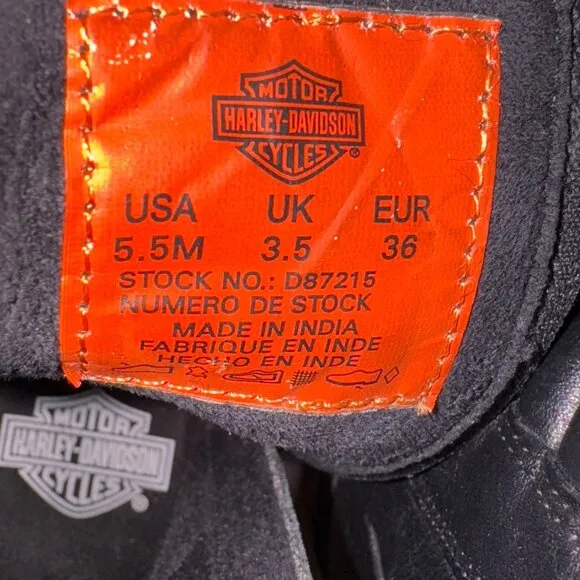 MOTOR
HARLEY-DAVIDSON
CYCLES
USA UK EUR
5.5M 3.5 36
STOCK NO.: D87215
NUMERO DE STOCK
MADE IN INDIA
FABRIQUE EN INDE
HECHO EN INDE
MOTOR
HARLEY-DAVIDSON
CYCLES